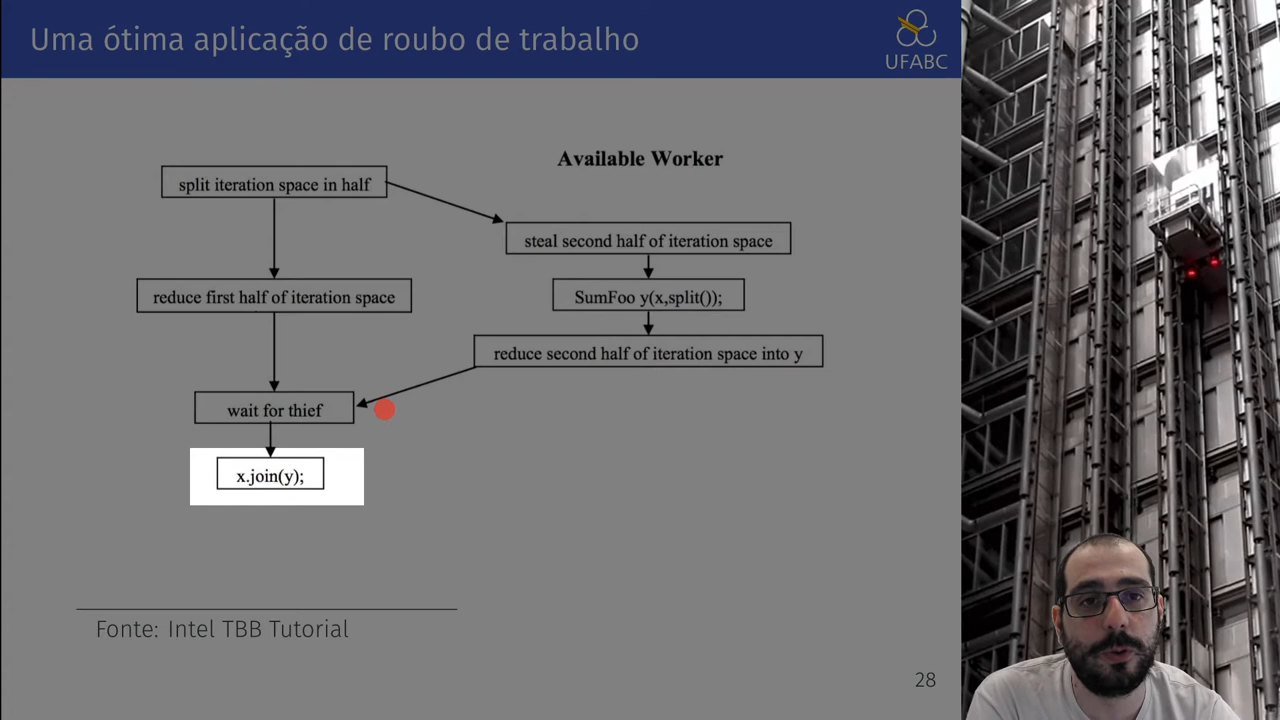 Uma ótima aplicação de roubo de trabalho
UFABC
Available Worker
split iteration space in half
steal second half of iteration space
reduce first half of iteration space
SumFoo y(x,split());
reduce second half of iteration space into y
wait for thief
x.join(y);
Fonte: Intel TBB Tutorial
28